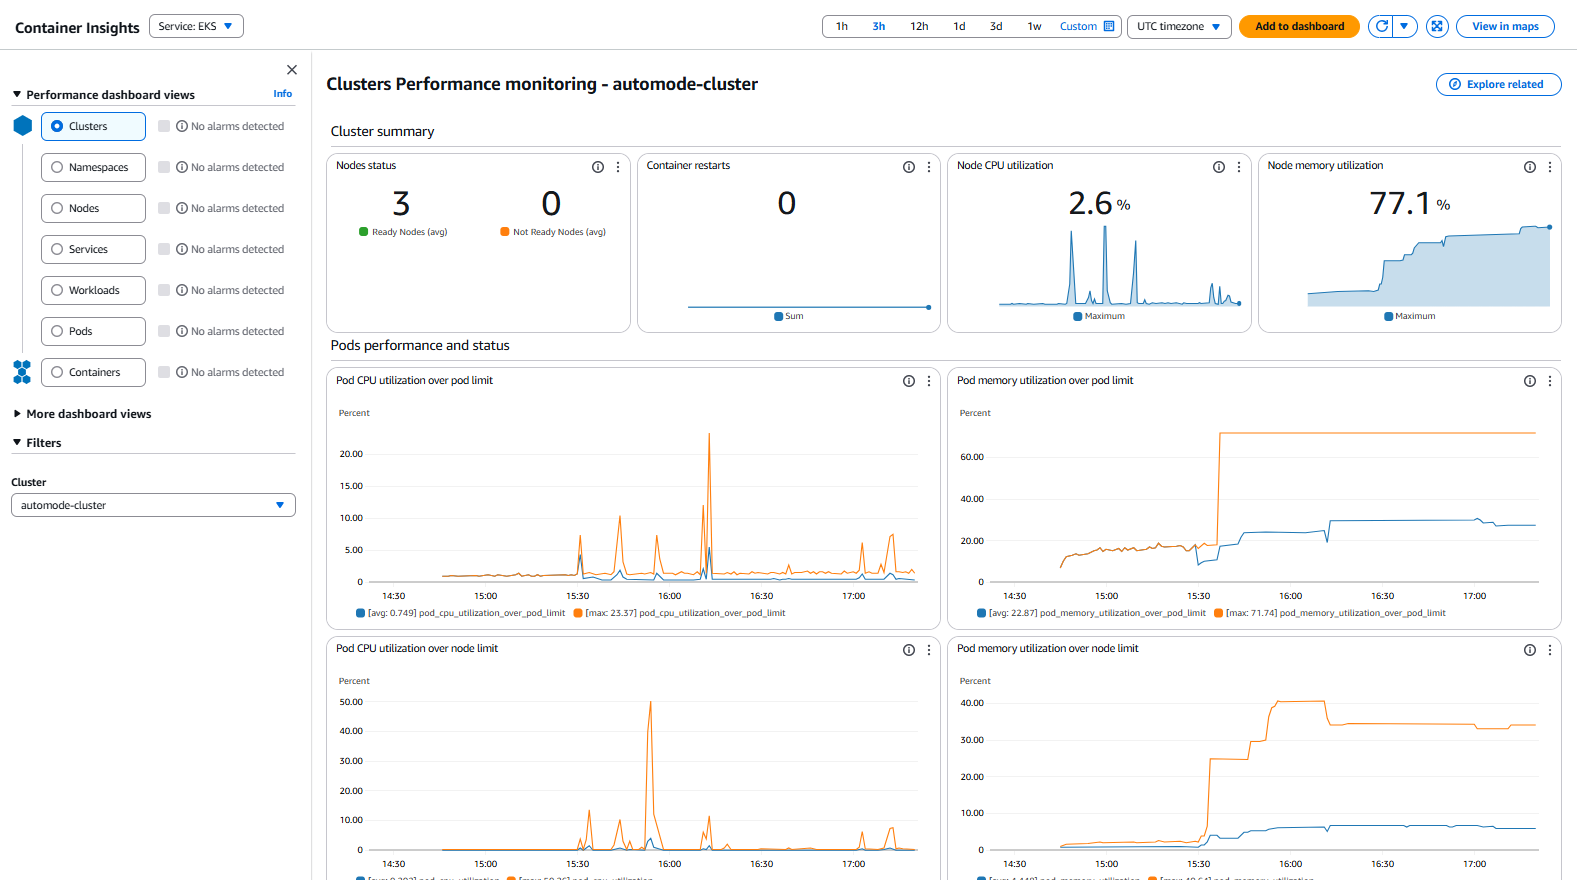 Container Insights
Service: EKS
1h 3h 12h 1d 3d 1w Custom
UTC timezone
Add to dashboard
View in maps
Performance dashboard views
Info
Clusters
No alarms detected
Namespaces
No alarms detected
Nodes
No alarms detected
Services
No alarms detected
Workloads
No alarms detected
Pods
No alarms detected
Containers
No alarms detected
More dashboard views
Filters
Cluster
automode-cluster
Clusters Performance monitoring - automode-cluster
Explore related
Cluster summary
Nodes status
3
Ready Nodes (avg)
0
Not Ready Nodes (avg)
Container restarts
0
Sum
Node CPU utilization
2.6 %
Maximum
Node memory utilization
77.1 %
Maximum
Pods performance and status
Pod CPU utilization over pod limit
Percent
20.00
15.00
10.00
5.00
0
14:30 15:00 15:30 16:00 16:30 17:00
[avg: 0.749] pod_cpu_utilization_over_pod_limit
[max: 23.37] pod_cpu_utilization_over_pod_limit
Pod memory utilization over pod limit
Percent
60.00
40.00
20.00
0
14:30 15:00 15:30 16:00 16:30 17:00
[avg: 22.87] pod_memory_utilization_over_pod_limit
[max: 71.74] pod_memory_utilization_over_pod_limit
Pod CPU utilization over node limit
Percent
50.00
40.00
30.00
20.00
10.00
0
14:30 15:00 15:30 16:00 16:30 17:00
Pod memory utilization over node limit
Percent
40.00
30.00
20.00
10.00
0
14:30 15:00 15:30 16:00 16:30 17:00